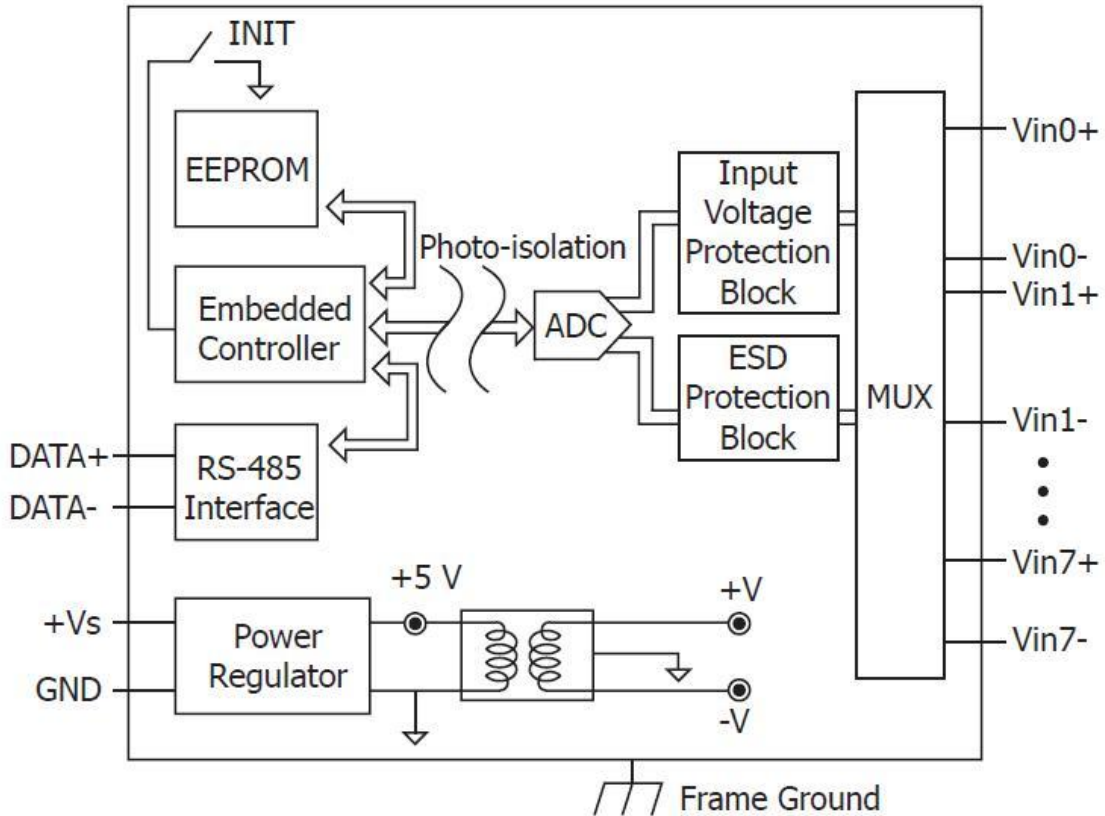 INIT
EEPROM
Photo-isolation
Embedded
Controller
ADC
Input
Voltage
Protection
Block
ESD
Protection
Block
MUX
Vin0+
Vin0-
Vin1+
Vin1-
Vin7+
Vin7-
DATA+
DATA-
RS-485
Interface
+Vs
GND
Power
Regulator
+5 V
+V
-V
Frame Ground